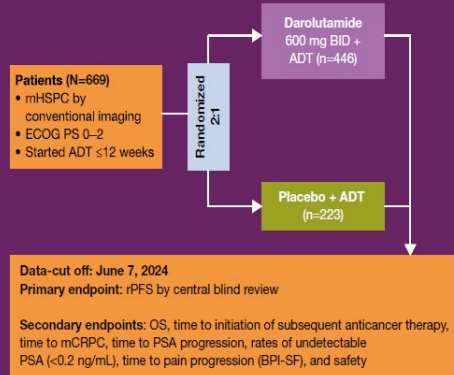 Darolutamide
600 mg BID +
ADT (n=446)
Patients (N=669)
• mHSPC by
conventional imaging
• ECOG PS 0–2
• Started ADT ≤12 weeks
Randomized
2:1
Placebo + ADT
(n=223)
Data-cut off: June 7, 2024
Primary endpoint: rPFS by central blind review
Secondary endpoints: OS, time to initiation of subsequent anticancer therapy,
time to mCRPC, time to PSA progression, rates of undetectable
PSA (<0.2 ng/mL), time to pain progression (BPI-SF), and safety